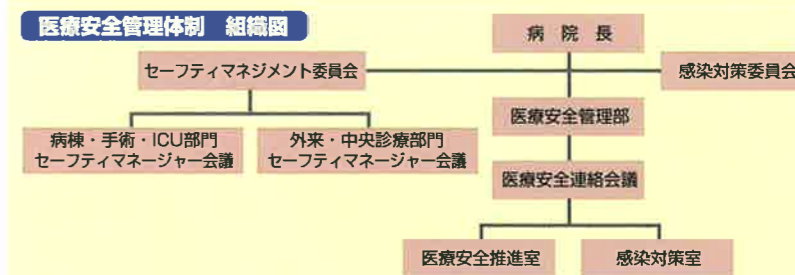 医療安全管理体制 組織図
病院長
セーフティマネジメント委員会
感染対策委員会
医療安全管理部
病棟・手術・ICU部門
セーフティマネージャー会議
外来・中央診療部門
セーフティマネージャー会議
医療安全連絡会議
医療安全推進室
感染対策室